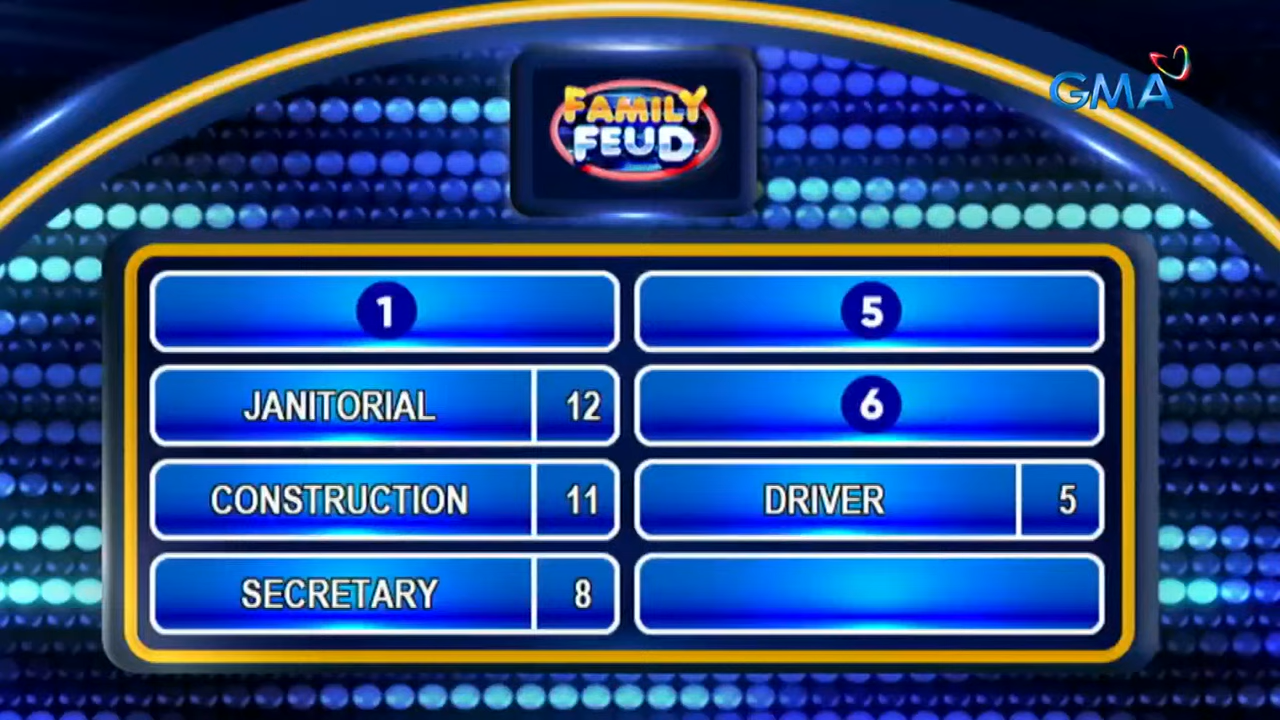 FAMILY
FEUD
GMA
1
JANITORIAL 12
CONSTRUCTION 11
SECRETARY 8
5
6
DRIVER 5